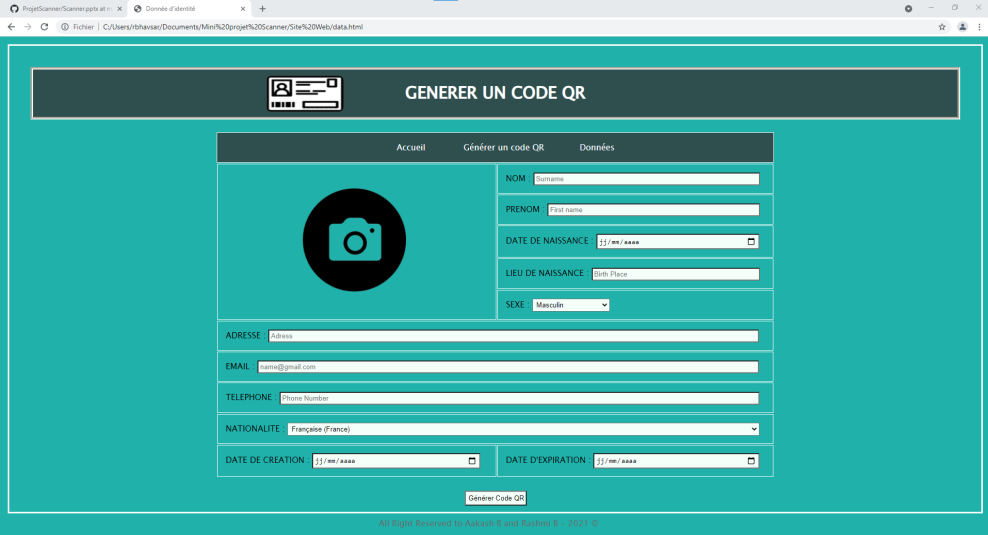 ProjetScanner/Scanner.pptx at m
Donnée d'identité
Fichier | C:/Users/rbhavsar/Documents/Mini%20projet%20Scanner/Site%20Web/data.html
GENERER UN CODE QR
Accueil Générer un code QR Données
NOM : Surname
PRENOM : First name
DATE DE NAISSANCE : jj/mm/aaaa
LIEU DE NAISSANCE : Birth Place
SEXE : Masculin
ADRESSE : Adress
EMAIL : name@gmail.com
TELEPHONE : Phone Number
NATIONALITE : Française (France)
DATE DE CREATION : jj/mm/aaaa DATE D'EXPIRATION : jj/mm/aaaa
Générer Code QR
All Right Reserved to Aakash B and Rashmi B - 2021 ©